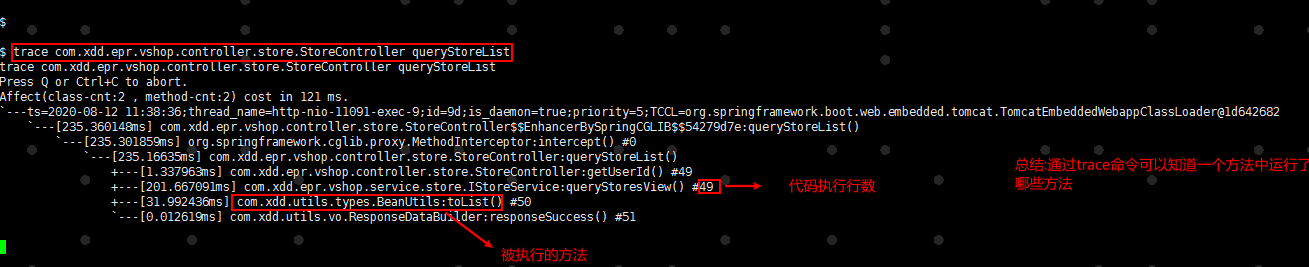 $
$ trace com.xdd.epr.vshop.controller.store.StoreController queryStoreList
trace com.xdd.epr.vshop.controller.store.StoreController queryStoreList
Press Q or Ctrl+C to abort.
Affect(class-cnt:2 , method-cnt:2) cost in 121 ms.
`---ts=2020-08-12 11:38:36;thread_name=http-nio-11091-exec-9;id=9d;is_daemon=true;priority=5;TCCL=org.springframework.boot.web.embedded.tomcat.TomcatEmbeddedWebappClassLoader@1d642682
`---[235.360148ms] com.xdd.epr.vshop.controller.store.StoreController$$EnhancerBySpringCGLIB$$54279d7e:queryStoreList()
`---[235.301859ms] org.springframework.cglib.proxy.MethodInterceptor:intercept() #0
`---[235.16635ms] com.xdd.epr.vshop.controller.store.StoreController:queryStoreList()
+---[1.337963ms] com.xdd.epr.vshop.controller.store.StoreController:getUserId() #49
+---[201.667091ms] com.xdd.epr.vshop.service.store.IStoreService:queryStoresView() #49
+---[31.992436ms] com.xdd.utils.types.BeanUtils:toList() #50
`---[0.012619ms] com.xdd.utils.vo.ResponseDataBuilder:responseSuccess() #51
代码执行行数
总结:通过trace命令可以知道一个方法中运行了
哪些方法
被执行的方法